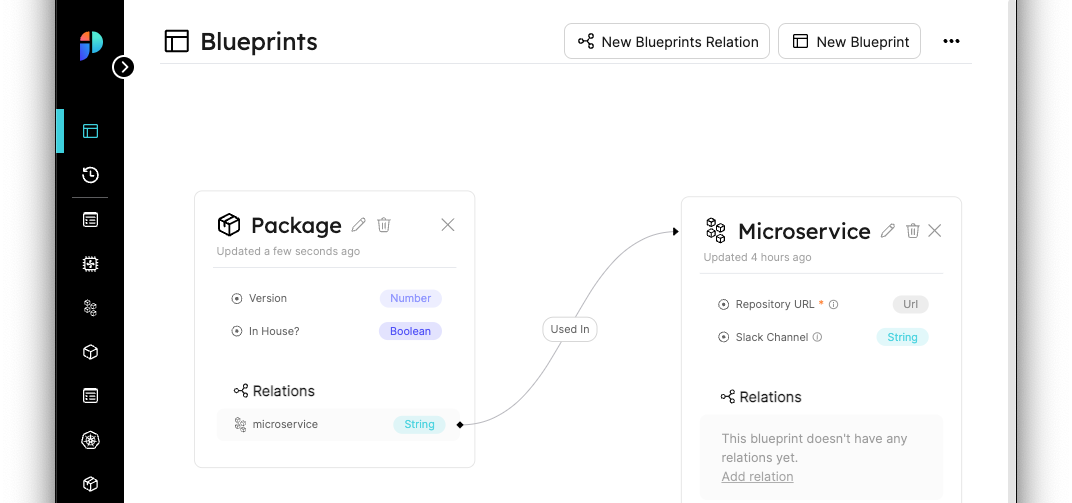 Blueprints
New Blueprints Relation
New Blueprint
Package
Updated a few seconds ago
Version
Number
In House?
Boolean
Relations
microservice
String
Used In
Microservice
Updated 4 hours ago
Repository URL *
Url
Slack Channel
String
Relations
This blueprint doesn't have any
relations yet.
Add relation